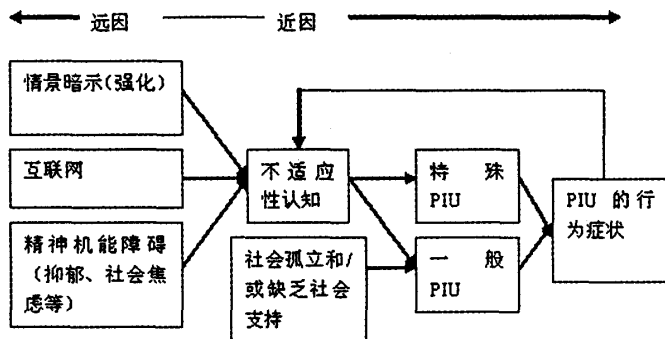 远因
近因
情景暗示(强化)
互联网
精神机能障碍
(抑郁、社会焦
虑等)
不适应
性认知
社会孤立和/
或缺乏社会
支持
特殊
PIU
一般
PIU
PIU 的行
为症状